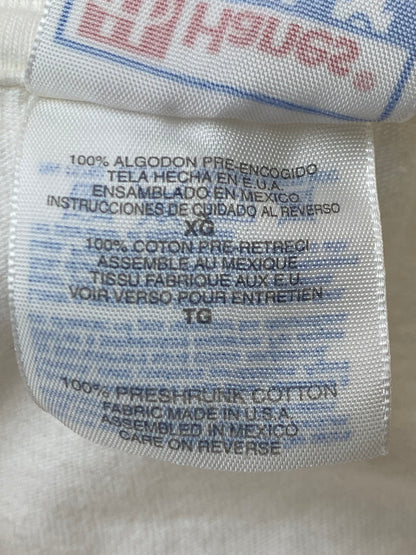 Hanes
100% ALGODON PRE-ENCOGIDO
TELA HECHA EN E.U.A.
ENSAMBLADO EN MEXICO
INSTRUCCIONES DE CUIDADO AL REVERSO
XG
100% COTON PRE-RETRECI
ASSEMBLE AU MEXIQUE
TISSU FABRIQUE AUX E.U.
VOIR VERSO POUR ENTRETIEN
TG
100% PRESHRUNK COTTON
FABRIC MADE IN U.S.A.
ASSEMBLED IN MEXICO
CARE ON REVERSE